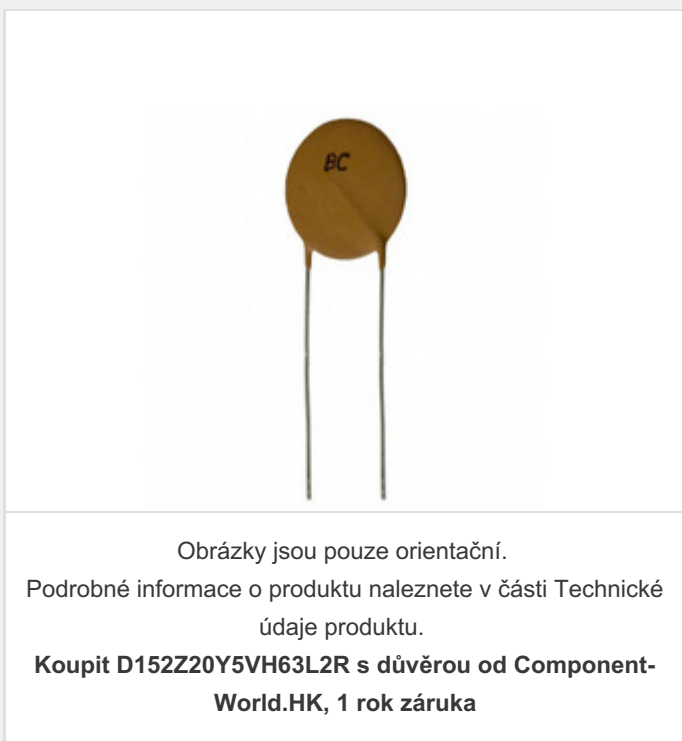 BC
Obrázky jsou pouze orientační.
Podrobné informace o produktu naleznete v části Technické
údaje produktu.
Koupit D152Z20Y5VH63L2R s důvěrou od Component-
World.HK, 1 rok záruka